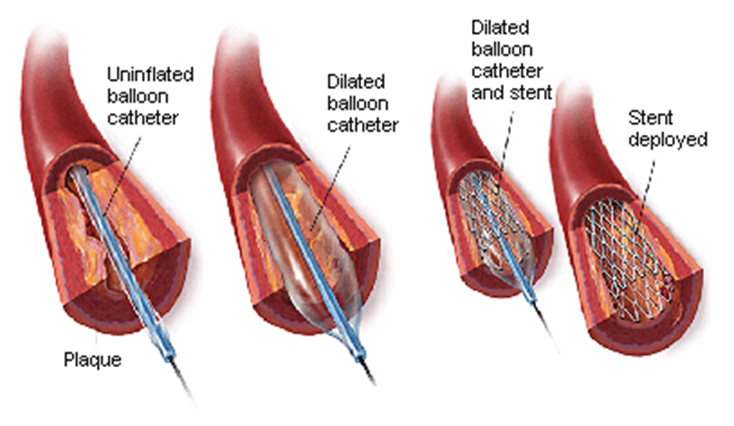 Uninflated
balloon
catheter
Plaque
Dilated
balloon
catheter
Dilated
balloon
catheter
and stent
Stent
deployed